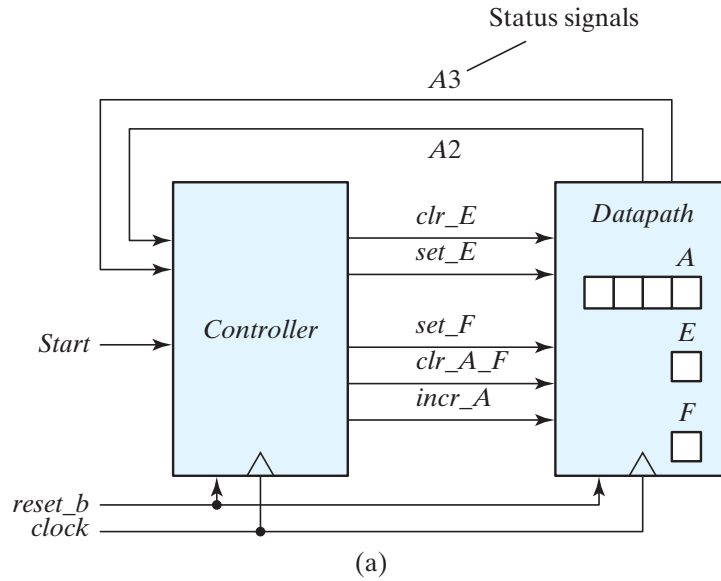 Status signals
A3
A2
clr_E
set_E
Datapath
A
Controller
set_F
Start
clr_A_F
E
incr_A
F
reset_b
clock
(a)